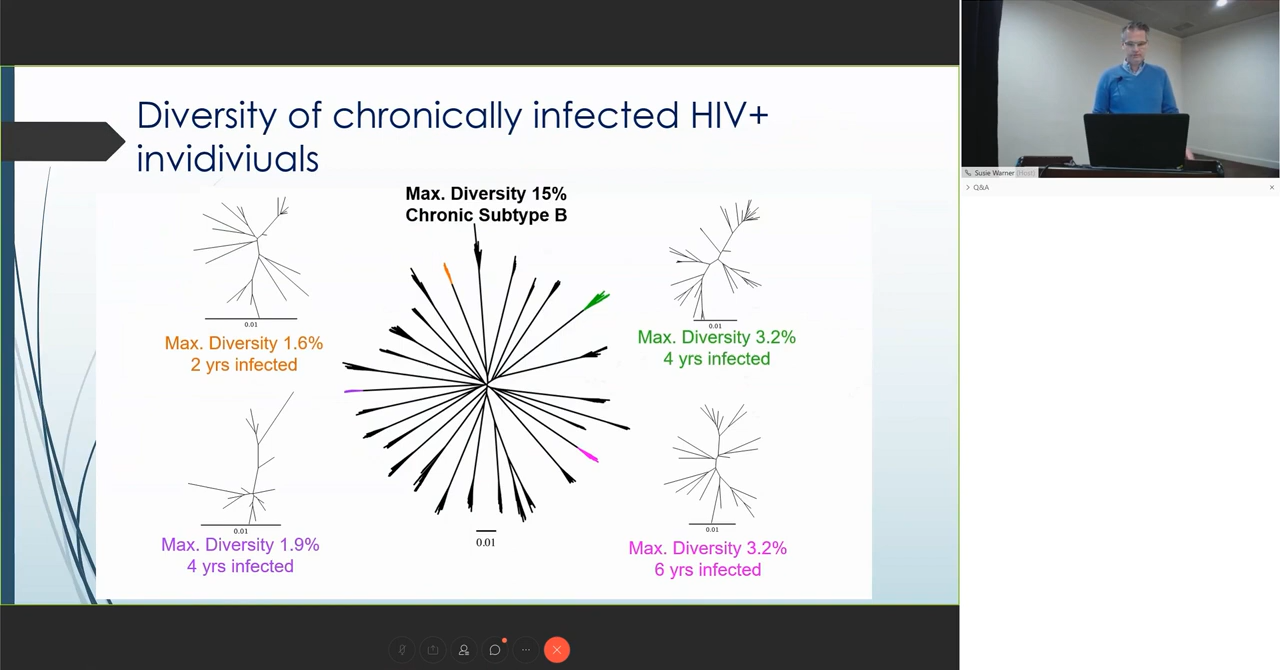 Diversity of chronically infected HIV+
invidiviuals
Max. Diversity 15%
Chronic Subtype B
0.01
Max. Diversity 1.6%
2 yrs infected
0.01
Max. Diversity 3.2%
4 yrs infected
0.01
Max. Diversity 1.9%
4 yrs infected
0.01
Max. Diversity 3.2%
6 yrs infected
0.01
Susie Warner (Host)
Q&A